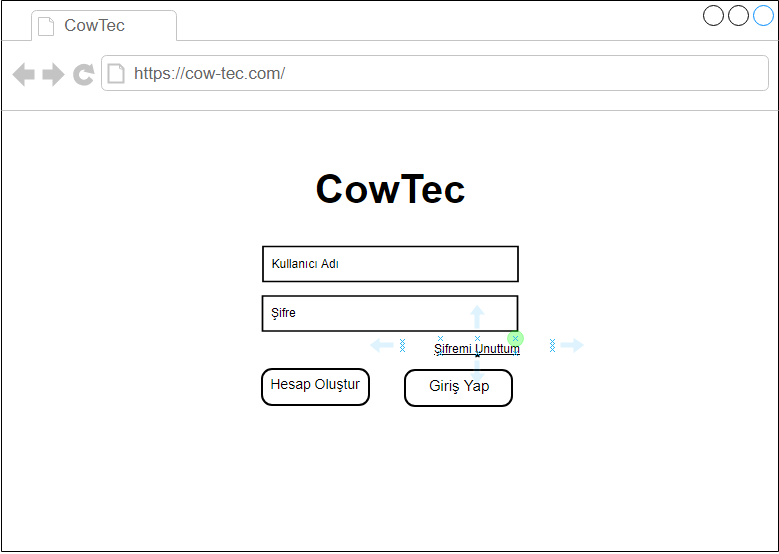 CowTec
https://cow-tec.com/
CowTec
Kullanıcı Adı
Şifre
Şifremi Unuttum
Hesap Oluştur
Giriş Yap